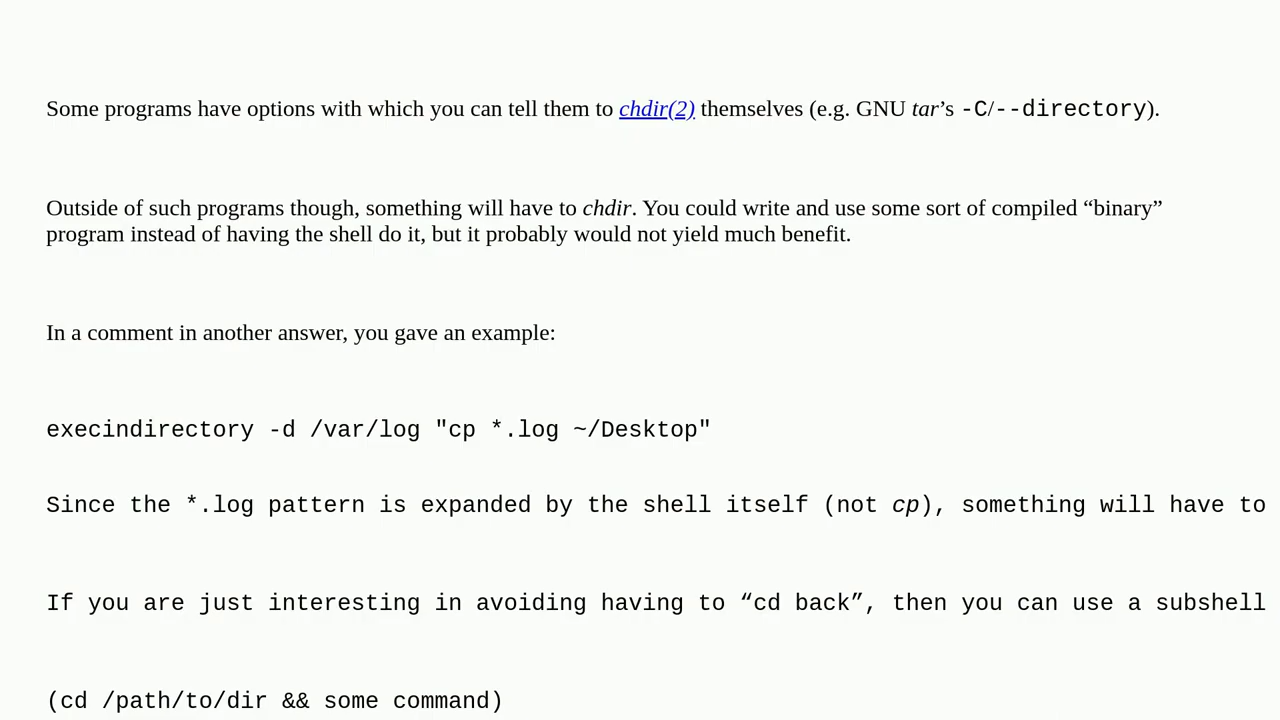 Some programs have options with which you can tell them to chdir(2) themselves (e.g. GNU tar’s -C/--directory).
Outside of such programs though, something will have to chdir. You could write and use some sort of compiled “binary”
program instead of having the shell do it, but it probably would not yield much benefit.
In a comment in another answer, you gave an example:
execindirectory -d /var/log "cp *.log ~/Desktop"
Since the *.log pattern is expanded by the shell itself (not cp), something will have to
If you are just interesting in avoiding having to “cd back”, then you can use a subshell
(cd /path/to/dir && some command)